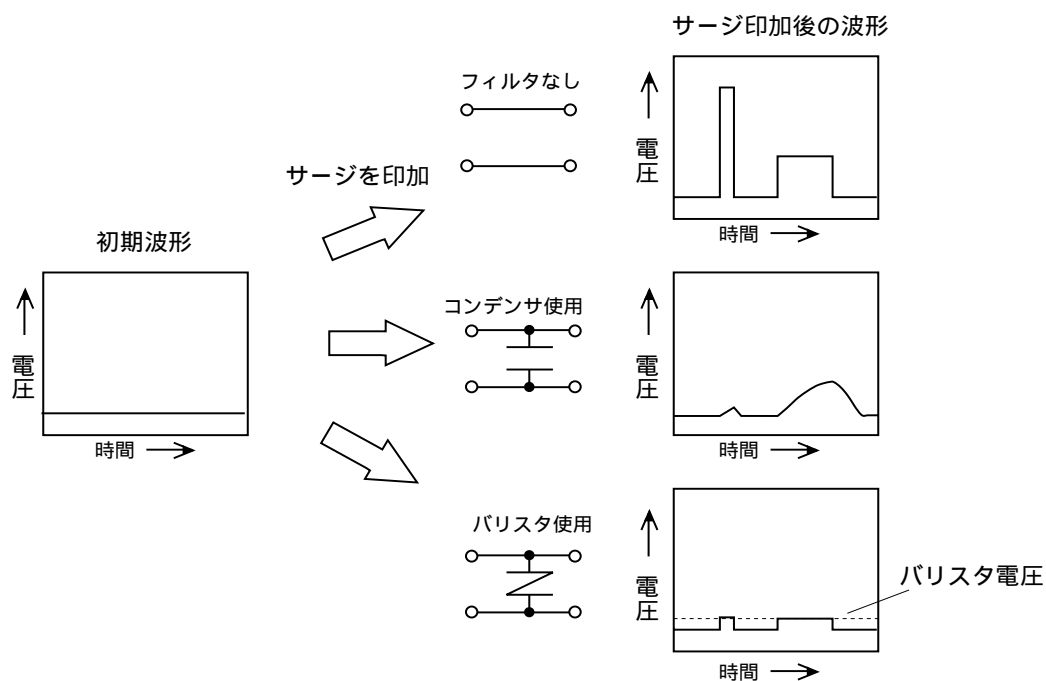 サージ印加後の波形
フィルタなし
電圧
時間
サージを印加
初期波形
電圧
時間
コンデンサ使用
電圧
時間
バリスタ使用
電圧
バリスタ電圧
時間